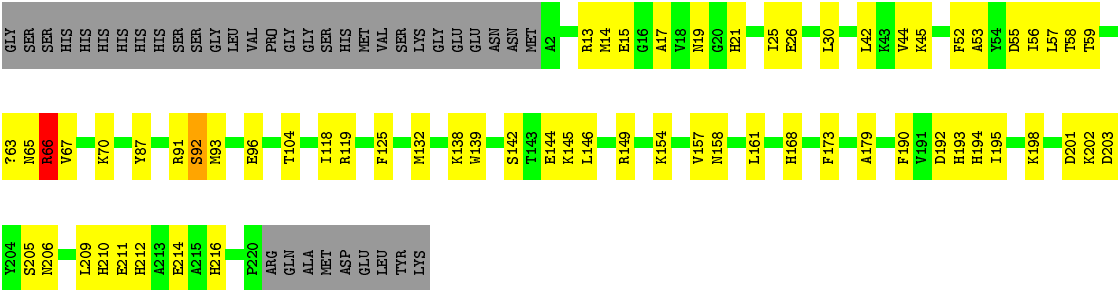 GLY SER SER HIS HIS HIS HIS HIS HIS SER SER GLY LEU VAL PRO GLY GLY SER HIS MET VAL SER LYS GLY GLU GLU ASN ASN MET A2 R13 M14 E15 G16 A17 V18 N19 G20 H21 I25 E26 L30 L42 K43 V44 K45 F52 A53 Y54 D55 I56 L57 T58 T59
?63 N65 R66 V67 K70 Y87 R91 S92 M93 E96 T104 I118 R119 F125 M132 K138 W139 S142 T143 E144 K145 L146 R149 K154 V157 N158 L161 H168 F173 A179 F190 V191 D192 H193 H194 I195 K198 D201 K202 D203
Y204 S205 N206 L209 H210 E211 H212 A213 E214 A215 H216 P220 ARG GLN ALA MET ASP GLU LEU TYR LYS